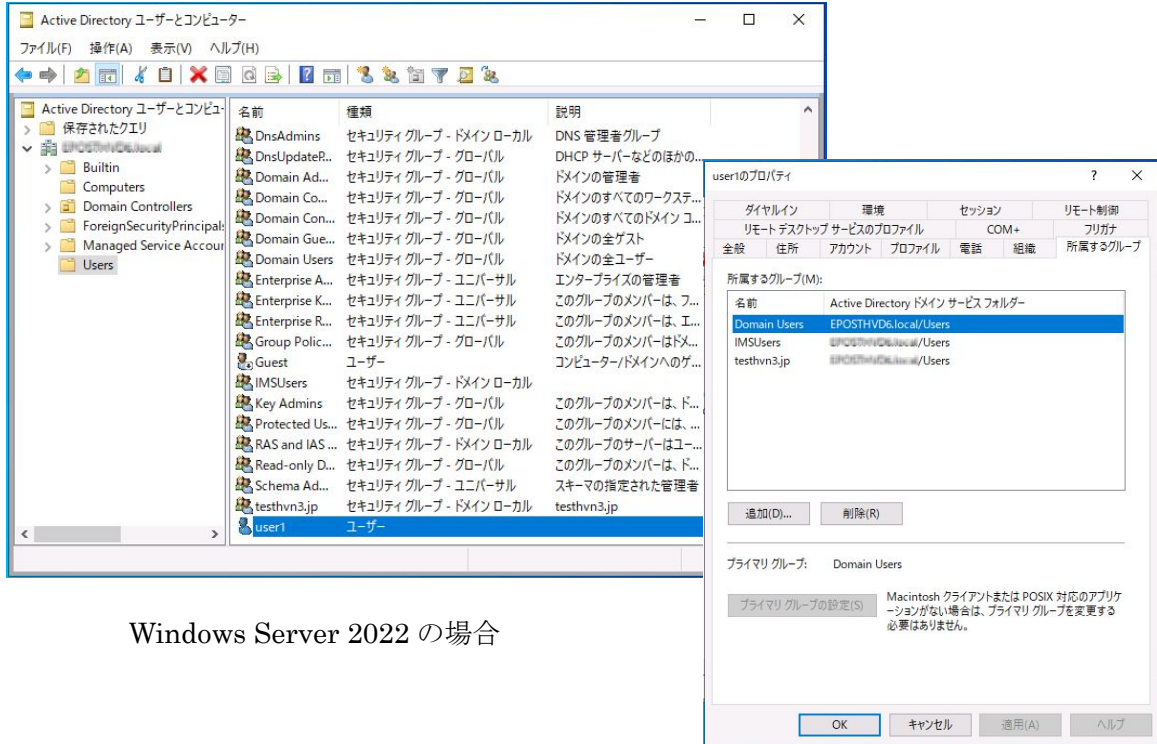 Active Directory ユーザーとコンピューター
ファイル(F) 操作(A) 表示(V) ヘルプ(H)
Active Directory ユーザーとコンピュ-
保存されたクエリ
Builtin
Computers
Domain Controllers
ForeignSecurityPrincipals
Managed Service Accour
Users
名前 種類 説明
DnsAdmins セキュリティ グループ - ドメイン ローカル DNS 管理者グループ
DnsUpdateP... セキュリティ グループ - グローバル DHCP サーバーなどのほかの...
Domain Ad... セキュリティ グループ - グローバル ドメインの管理者
Domain Co... セキュリティ グループ - グローバル ドメインのすべてのワークステ...
Domain Con... セキュリティ グループ - グローバル ドメインのすべてのドメイン コ...
Domain Gue... セキュリティ グループ - グローバル ドメインの全ゲスト
Domain Users セキュリティ グループ - グローバル ドメインの全ユーザー
Enterprise A... セキュリティ グループ - ユニバーサル エンタープライズの管理者
Enterprise K... セキュリティ グループ - ユニバーサル このグループのメンバーは、フ...
Enterprise R... セキュリティ グループ - ユニバーサル このグループのメンバーは、エ...
Group Polic... セキュリティ グループ - グローバル このグループのメンバーはドメ...
Guest ユーザー コンピューター/ドメインへのゲ...
IMSUsers セキュリティ グループ - ドメイン ローカル
Key Admins セキュリティ グループ - グローバル このグループのメンバーは、ド...
Protected Us... セキュリティ グループ - グローバル このグループのメンバーには、...
RAS and IAS ... セキュリティ グループ - ドメイン ローカル このグループのサーバーはユー...
Read-only D... セキュリティ グループ - グローバル このグループのメンバーは、ド...
Schema Ad... セキュリティ グループ - ユニバーサル スキーマの指定された管理者
testhvn3.jp セキュリティ グループ - ドメイン ローカル testhvn3.jp
user1 ユーザー
user1のプロパティ ?
ダイヤルイン 環境 セッション リモート制御
リモート デスクトップ サービスのプロファイル COM+ フリガナ
全般 住所 アカウント プロファイル 電話 組織 所属するグループ
所属するグループ(M):
名前 Active Directory ドメイン サービス フォルダー
Domain Users EPOSTHVD6.local/Users
IMSUsers /Users
testhvn3.jp /Users
追加(D)... 削除(R)
プライマリ グループ: Domain Users
プライマリ グループの設定(S)
Macintosh クライアントまたは POSIX 対応のアプリケ
ーションがない場合は、プライマリ グループを変更する
必要はありません。
OK キャンセル 適用(A) ヘルプ
Windows Server 2022 の場合